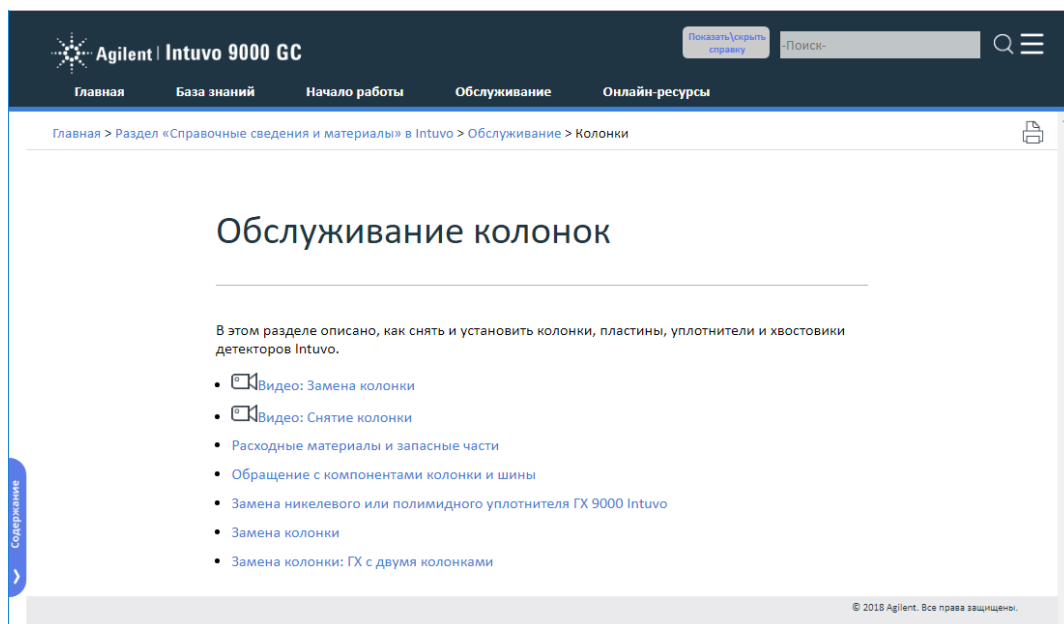 Agilent | Intuvo 9000 GC
Показать\скрыть
справку
-Поиск-
Главная База знаний Начало работы Обслуживание Онлайн-ресурсы
Главная > Раздел «Справочные сведения и материалы» в Intuvo > Обслуживание > Колонки
Обслуживание колонок
В этом разделе описано, как снять и установить колонки, пластины, уплотнители и хвостовики
детекторов Intuvo.
Видео: Замена колонки
Видео: Снятие колонки
Расходные материалы и запасные части
Обращение с компонентами колонки и шины
Замена никелевого или полимидного уплотнителя ГХ 9000 Intuvo
Замена колонки
Замена колонки: ГХ с двумя колонками
Содержание
© 2018 Agilent. Все права защищены.